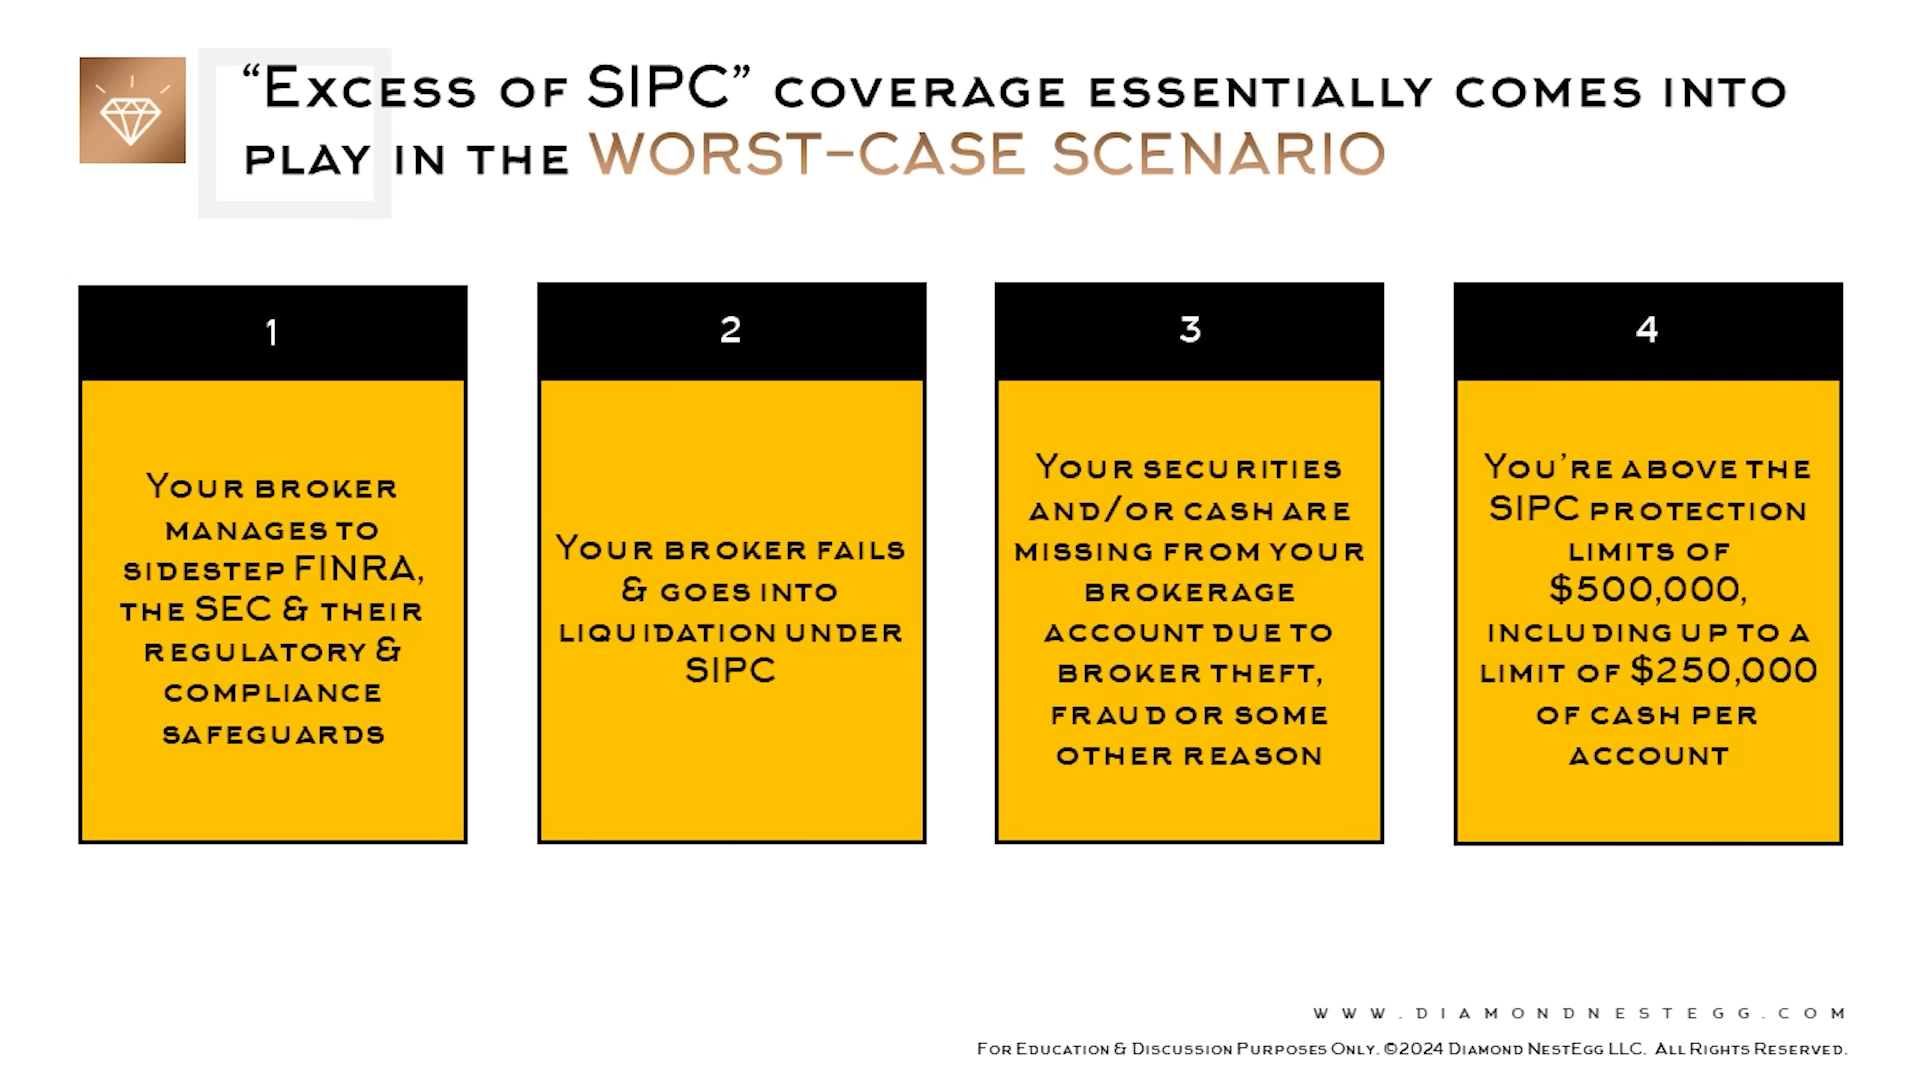 “Excess of SIPC” coverage essentially comes into
play in the WORST-CASE SCENARIO
1
Your broker
manages to
sidestep FINRA,
the SEC & their
regulatory &
compliance
safeguards
2
Your broker fails
& goes into
liquidation under
SIPC
3
Your securities
and/or cash are
missing from your
brokerage
account due to
broker theft,
fraud or some
other reason
4
You’re above the
SIPC protection
limits of
$500,000,
including up to a
limit of $250,000
of cash per
account
WWW.DIAMONDNESTEGG.COM
For Education & Discussion Purposes Only. ©2024 Diamond NestEgg LLC. All Rights Reserved.